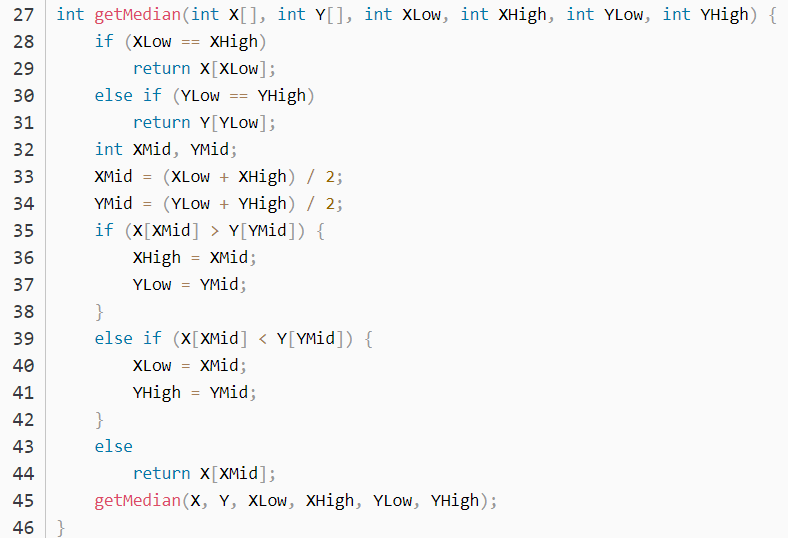 27 int getMedian(int X[], int Y[], int XLow, int XHigh, int YLow, int YHigh) {
28     if (XLow == XHigh)
29         return X[XLow];
30     else if (YLow == YHigh)
31         return Y[YLow];
32     int XMid, YMid;
33     XMid = (XLow + XHigh) / 2;
34     YMid = (YLow + YHigh) / 2;
35     if (X[XMid] > Y[YMid]) {
36         XHigh = XMid;
37         YLow = YMid;
38     }
39     else if (X[XMid] < Y[YMid]) {
40         XLow = XMid;
41         YHigh = YMid;
42     }
43     else
44         return X[XMid];
45     getMedian(X, Y, XLow, XHigh, YLow, YHigh);
46 }